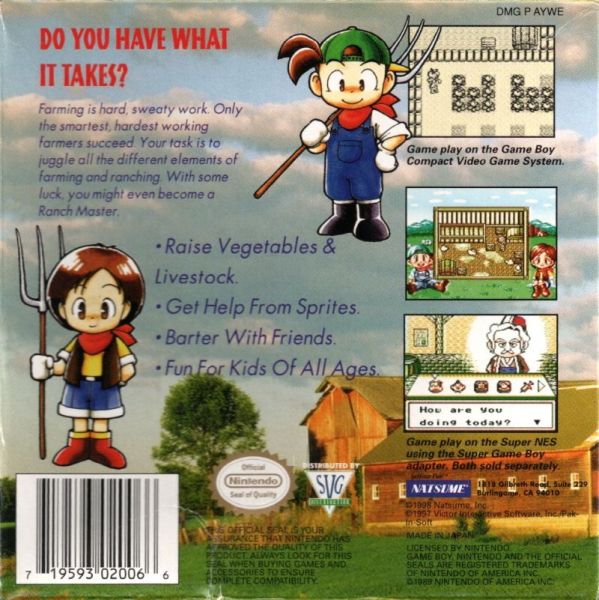 DMG P AYWE
DO YOU HAVE WHAT
IT TAKES?
Farming is hard, sweaty work. Only
the smartest, hardest working
farmers succeed. Your task is to
juggle all the different elements of
farming and ranching. With some
luck, you might even become a
Ranch Master.
Game play on the Game Boy
Compact Video Game System.
• Raise Vegetables &
Livestock.
• Get Help From Sprites.
• Barter With Friends.
• Fun For Kids Of All Ages.
How are you
doing today?
Game play on the Super NES
using the Super Game Boy
adapter. Both sold separately.
Official
Nintendo
Seal of Quality
DISTRIBUTED BY
SVG
DISTRIBUTION
NATSUME
1818 Gilbreth Road, Suite 229
Burlingame, CA 94010
©1998 Natsume, Inc.
©1997 Victor Interactive Software, Inc./Pak-
In-Soft
MADE IN JAPAN
THIS OFFICIAL SEAL IS YOUR
ASSURANCE THAT NINTENDO HAS
APPROVED THE QUALITY OF THIS
PRODUCT. ALWAYS LOOK FOR THIS
SEAL WHEN BUYING GAMES AND
ACCESSORIES TO ENSURE
COMPLETE COMPATIBILITY.
LICENSED BY NINTENDO.
GAME BOY, NINTENDO AND THE OFFICIAL
SEALS ARE REGISTERED TRADEMARKS
OF NINTENDO OF AMERICA INC.
©1989 NINTENDO OF AMERICA INC.
7 19593 02006 6